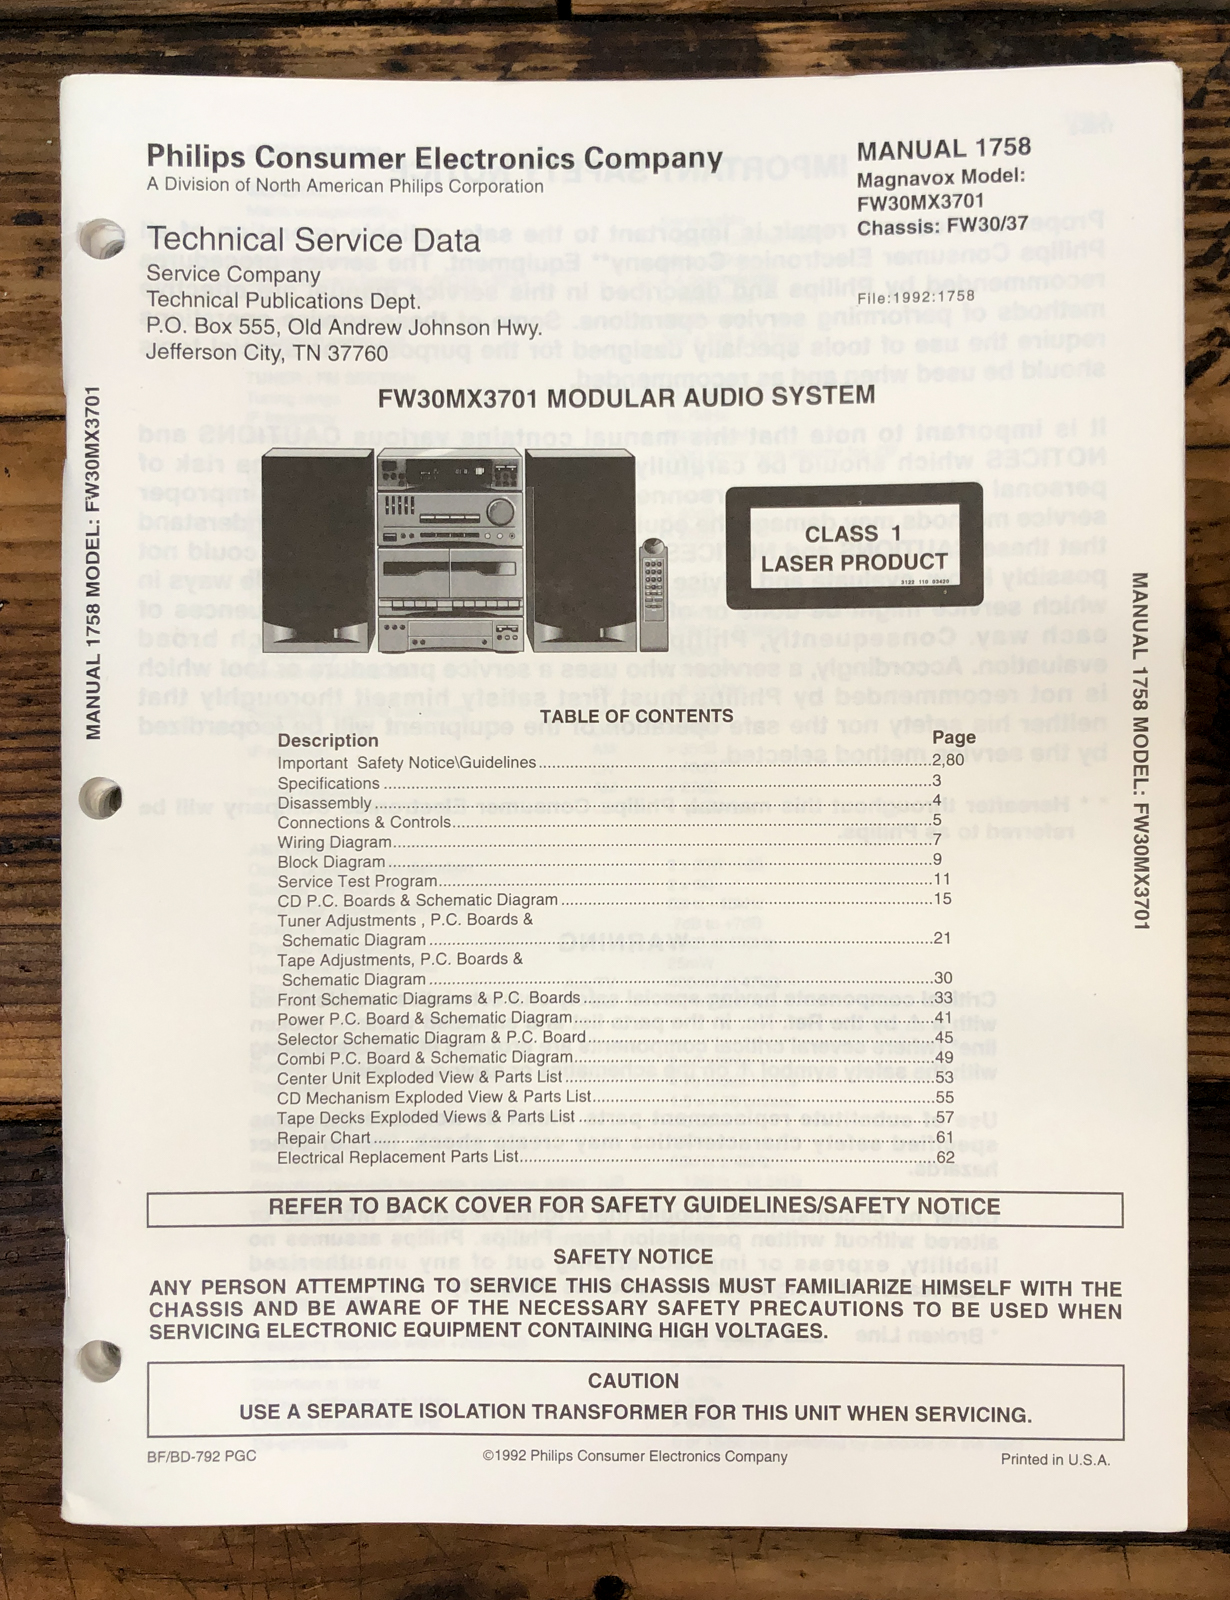 Philips Consumer Electronics Company
A Division of North American Philips Corporation
Technical Service Data
Service Company
Technical Publications Dept.
P.O. Box 555, Old Andrew Johnson Hwy.
Jefferson City, TN 37760
MANUAL 1758
Magnavox Model:
FW30MX3701
Chassis: FW30/37
File:1992:1758
MANUAL 1758 MODEL: FW30MX3701
FW30MX3701 MODULAR AUDIO SYSTEM
CLASS 1
LASER PRODUCT
3122 110 03420
MANUAL 1758 MODEL: FW30MX3701
TABLE OF CONTENTS
Description Page
Important Safety Notice\Guidelines 2,80
Specifications 3
Disassembly 4
Connections & Controls 5
Wiring Diagram 7
Block Diagram 9
Service Test Program 11
CD P.C. Boards & Schematic Diagram 15
Tuner Adjustments , P.C. Boards &
Schematic Diagram 21
Tape Adjustments, P.C. Boards &
Schematic Diagram 30
Front Schematic Diagrams & P.C. Boards 33
Power P.C. Board & Schematic Diagram 41
Selector Schematic Diagram & P.C. Board 45
Combi P.C. Board & Schematic Diagram 49
Center Unit Exploded View & Parts List 53
CD Mechanism Exploded View & Parts List 55
Tape Decks Exploded Views & Parts List 57
Repair Chart 61
Electrical Replacement Parts List 62
REFER TO BACK COVER FOR SAFETY GUIDELINES/SAFETY NOTICE
SAFETY NOTICE
ANY PERSON ATTEMPTING TO SERVICE THIS CHASSIS MUST FAMILIARIZE HIMSELF WITH THE
CHASSIS AND BE AWARE OF THE NECESSARY SAFETY PRECAUTIONS TO BE USED WHEN
SERVICING ELECTRONIC EQUIPMENT CONTAINING HIGH VOLTAGES.
CAUTION
USE A SEPARATE ISOLATION TRANSFORMER FOR THIS UNIT WHEN SERVICING.
BF/BD-792 PGC
©1992 Philips Consumer Electronics Company
Printed in U.S.A.